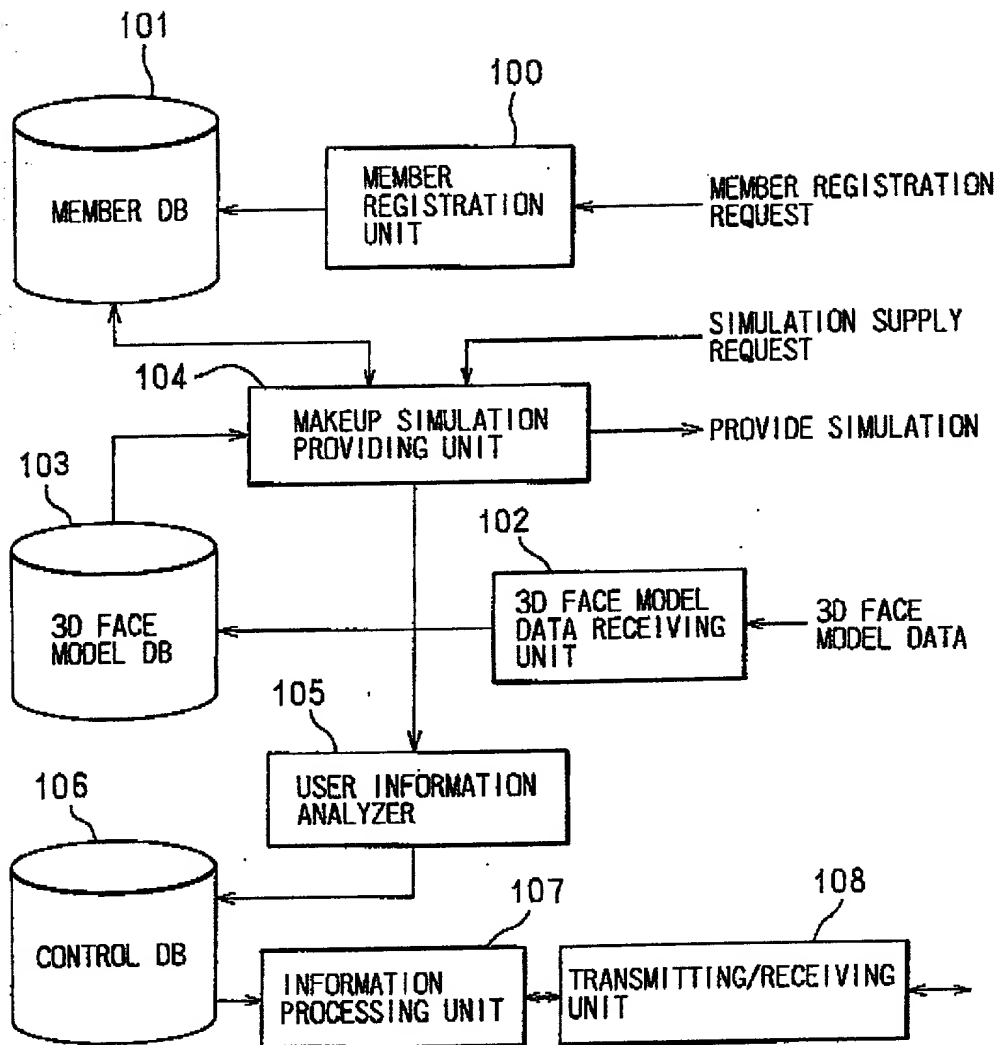 101
100
MEMBER DB
MEMBER
REGISTRATION
UNIT
MEMBER REGISTRATION
REQUEST
SIMULATION SUPPLY
REQUEST
104
MAKEUP SIMULATION
PROVIDING UNIT
PROVIDE SIMULATION
103
102
3D FACE
MODEL DB
3D FACE MODEL
DATA RECEIVING
UNIT
3D FACE
MODEL DATA
105
USER INFORMATION
ANALYZER
106
107
108
CONTROL DB
INFORMATION
PROCESSING UNIT
TRANSMITTING/RECEIVING
UNIT